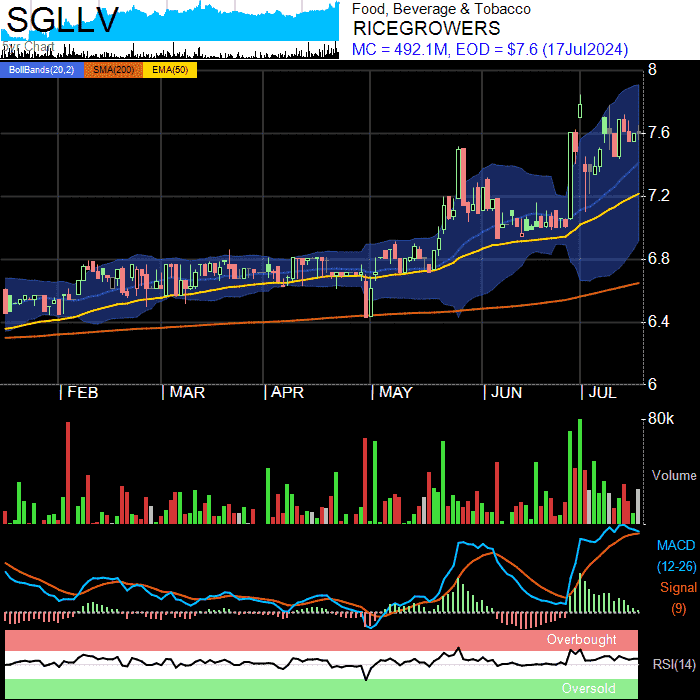 SGLLV
5yr Chart
Food, Beverage & Tobacco
RICEGROWERS
MC = 492.1M, EOD = $7.6 (17Jul2024)
BollBands(20,2) SMA(200) EMA(50)
8
7.6
7.2
6.8
6.4
6
FEB MAR APR MAY JUN JUL
80k
Volume
MACD
(12-26)
Signal
(9)
Overbought
RSI(14)
Oversold